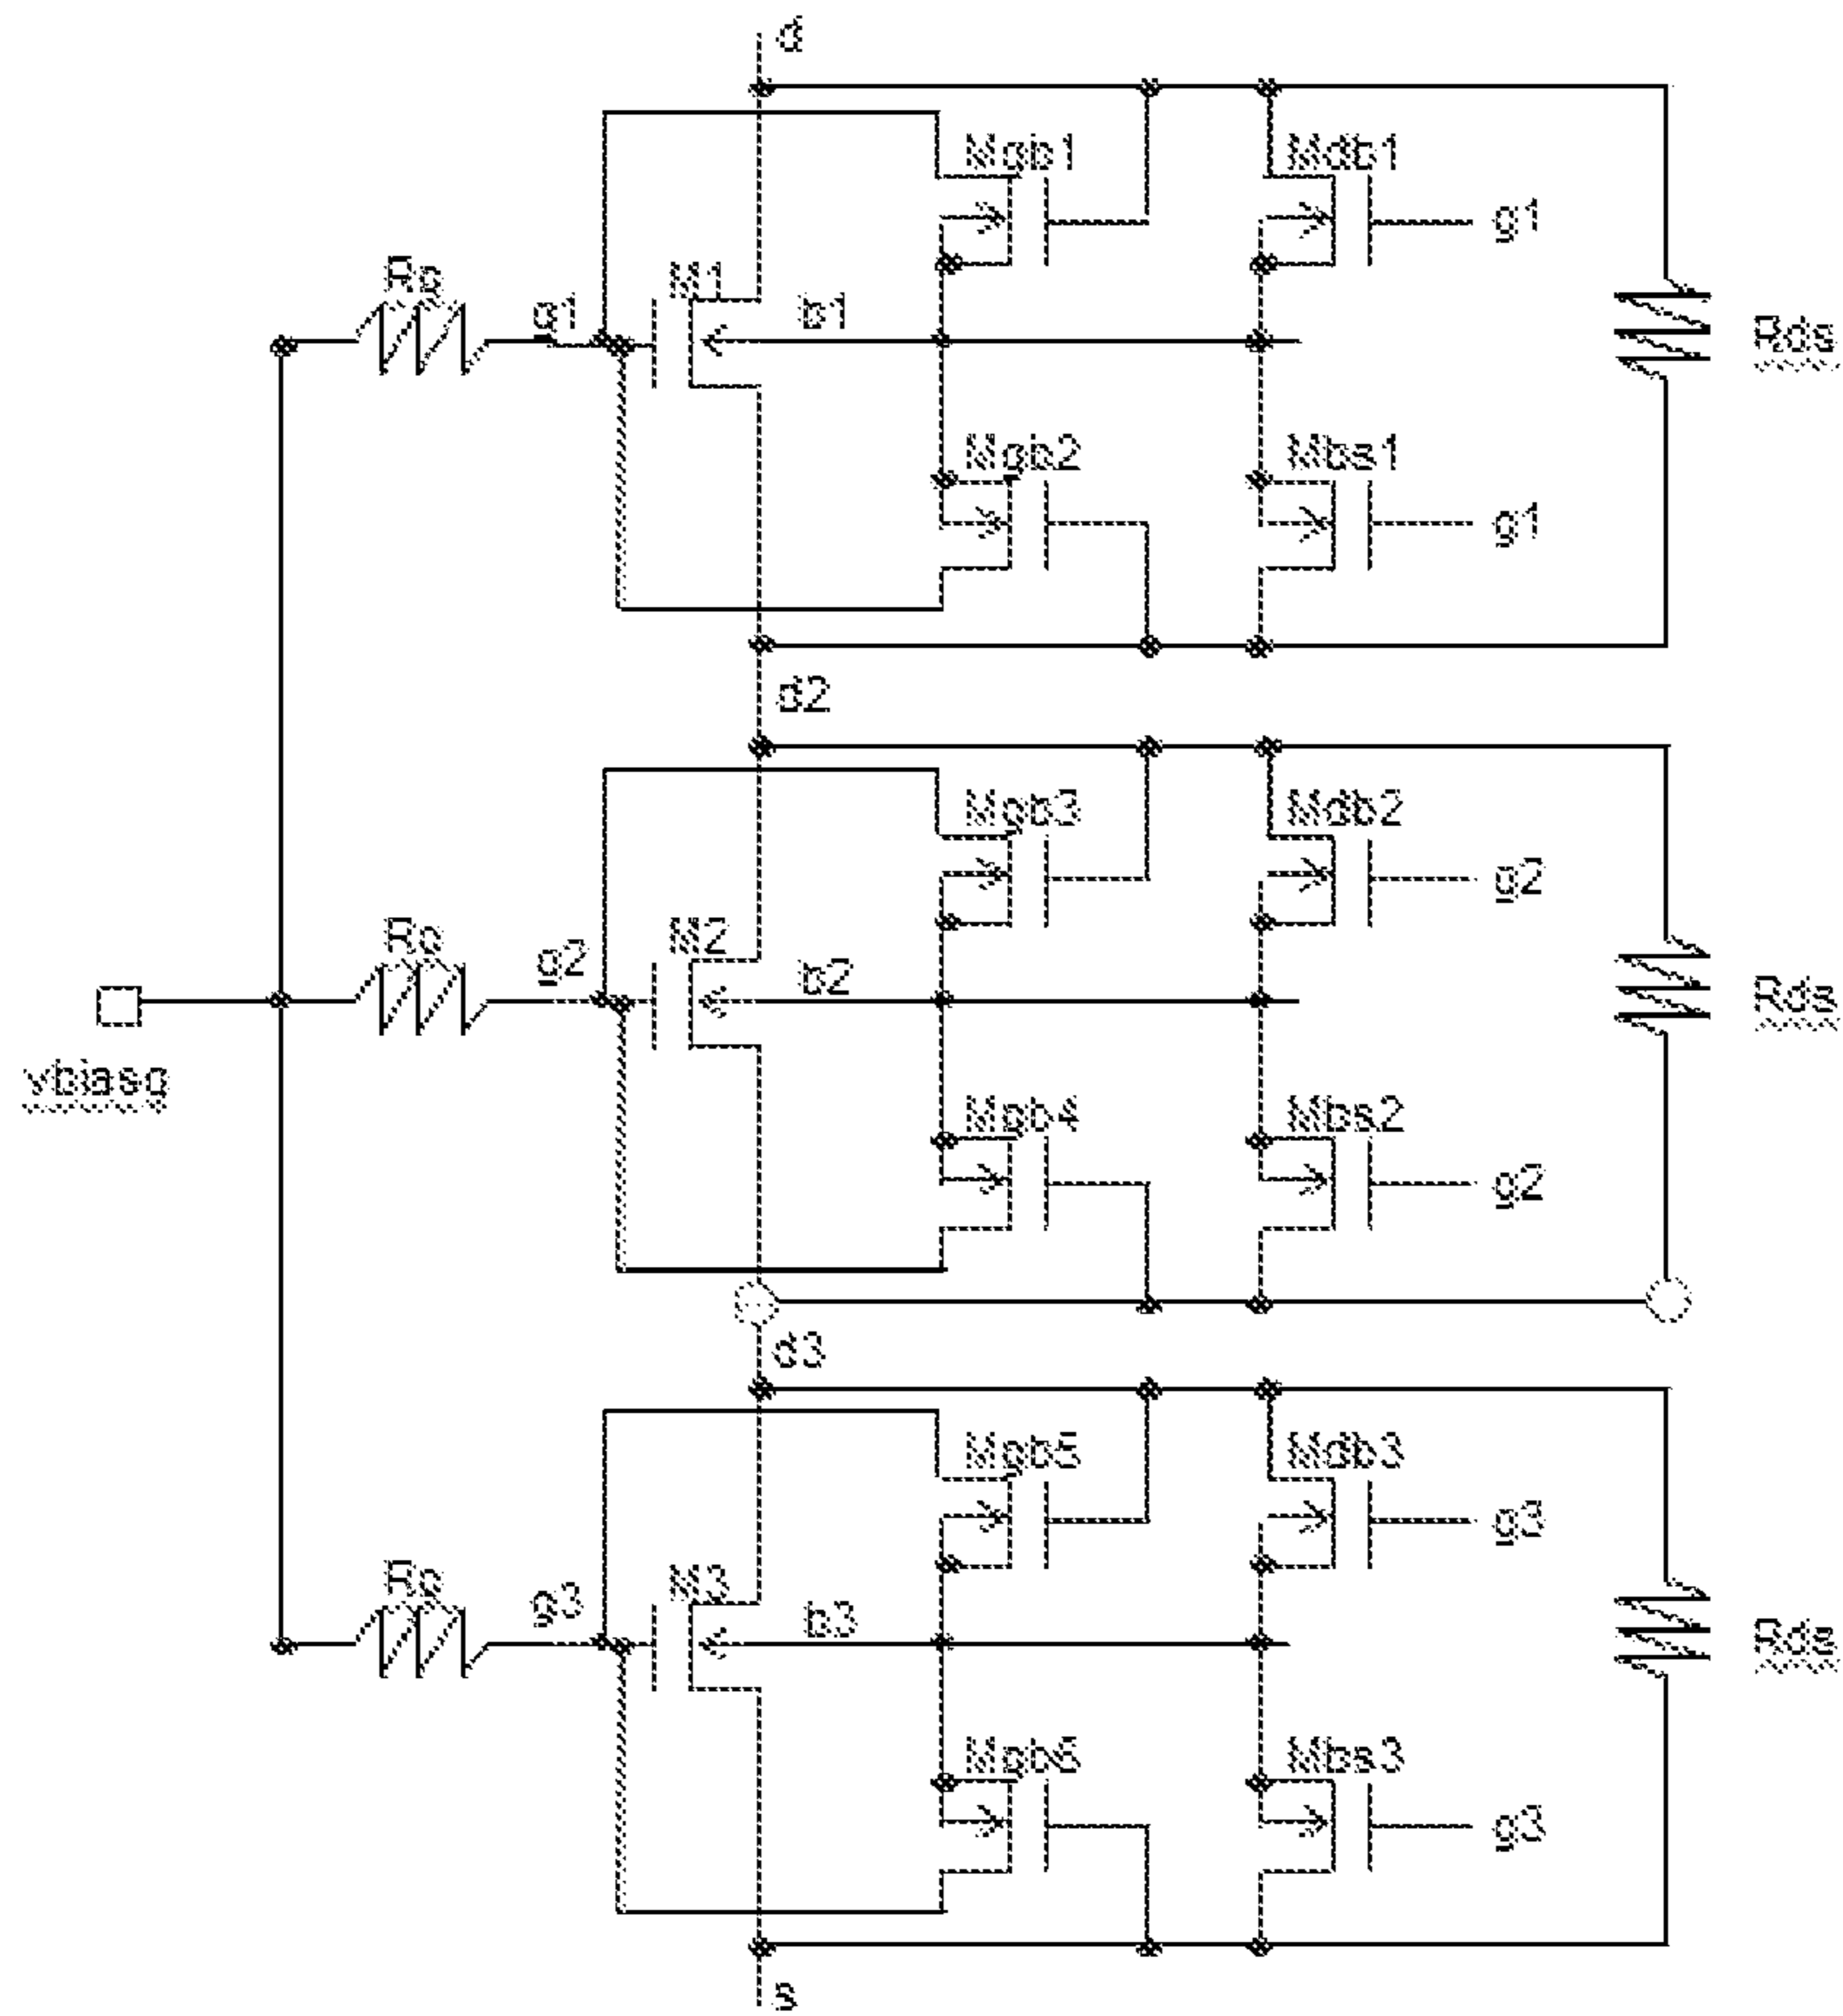 d
Mgb1 Mdb1
g1
Rg g1 M1 b1 Rds
Mgb2 Mbs1
g1
d2
Mgb3 Mdb2
g2
Rg g2 M2 b2 Rds
vbiasg
Mgb4 Mbs2
g2
d3
Mgb5 Mdb3
g3
Rg g3 M3 b3 Rds
Mgb6 Mbs3
g3
s